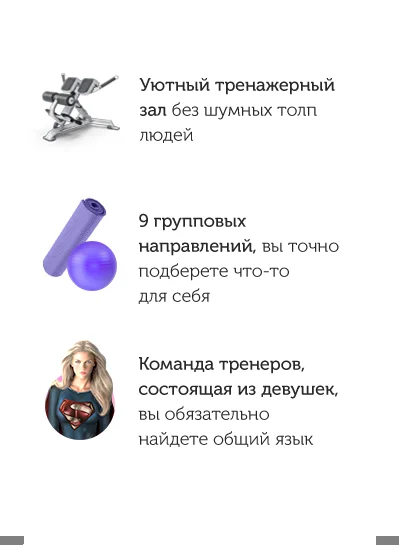 Уютный тренажерный
зал без шумных толп
людей
9 групповых
направлений, вы точно
подберете что-то
для себя
Команда тренеров,
состоящая из девушек,
вы обязательно
найдете общий язык